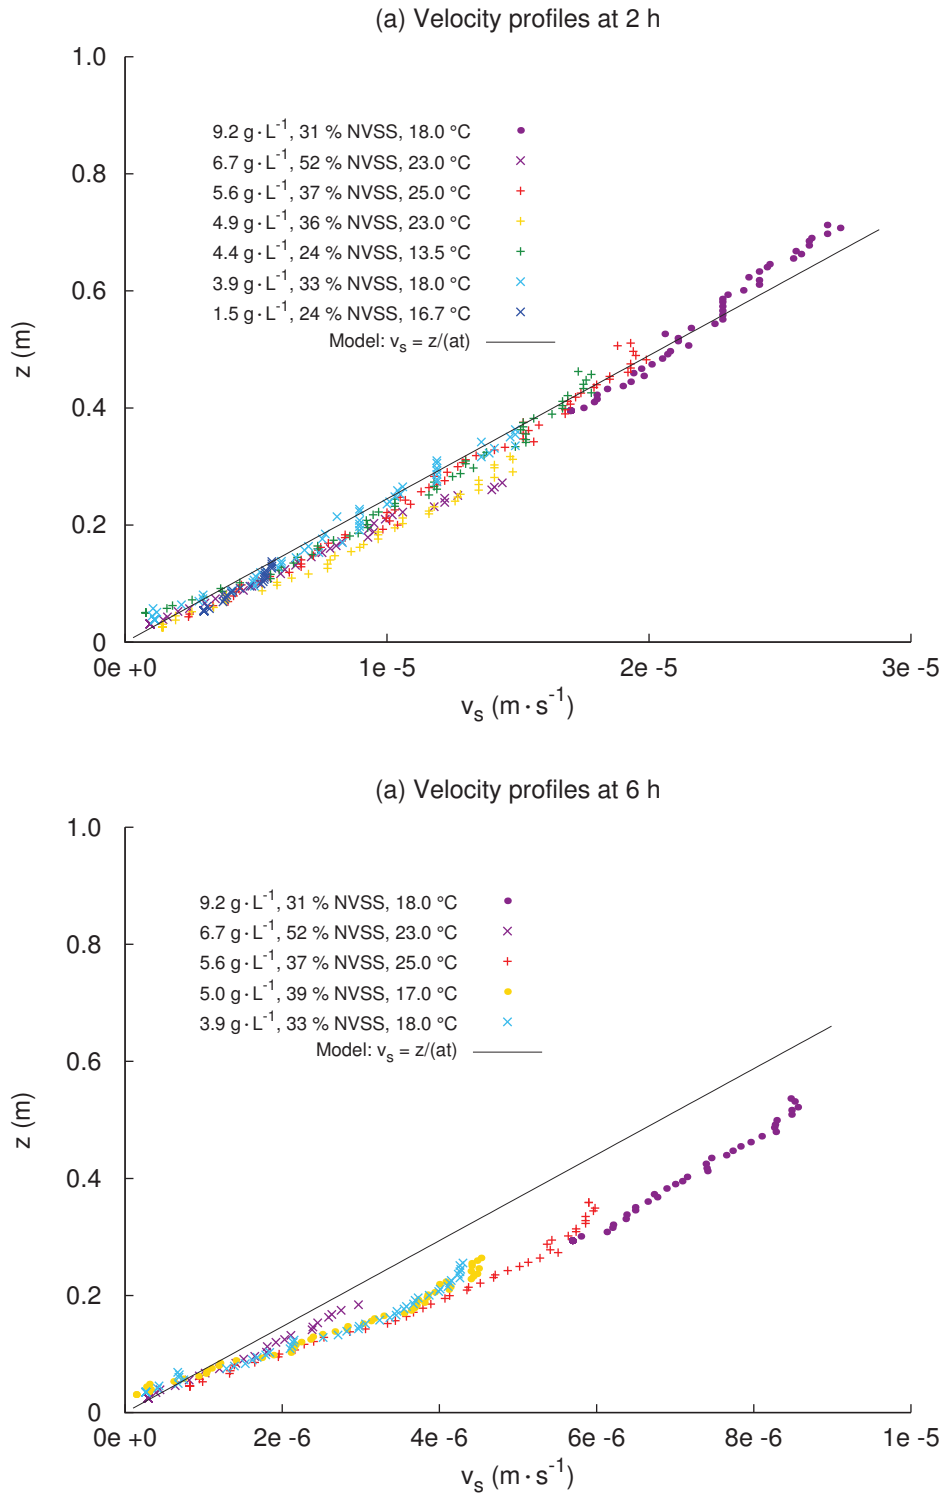 (a) Velocity profiles at 2 h
1.0
0.8
0.6
0.4
0.2
0
z (m)
9.2 g·L⁻¹, 31 % NVSS, 18.0 °C
6.7 g·L⁻¹, 52 % NVSS, 23.0 °C
5.6 g·L⁻¹, 37 % NVSS, 25.0 °C
4.9 g·L⁻¹, 36 % NVSS, 23.0 °C
4.4 g·L⁻¹, 24 % NVSS, 13.5 °C
3.9 g·L⁻¹, 33 % NVSS, 18.0 °C
1.5 g·L⁻¹, 24 % NVSS, 16.7 °C
Model: vₛ = z/(at)
0e +0 1e -5 2e -5 3e -5
vₛ (m·s⁻¹)
(a) Velocity profiles at 6 h
1.0
0.8
0.6
0.4
0.2
0
z (m)
9.2 g·L⁻¹, 31 % NVSS, 18.0 °C
6.7 g·L⁻¹, 52 % NVSS, 23.0 °C
5.6 g·L⁻¹, 37 % NVSS, 25.0 °C
5.0 g·L⁻¹, 39 % NVSS, 17.0 °C
3.9 g·L⁻¹, 33 % NVSS, 18.0 °C
Model: vₛ = z/(at)
0e +0 2e -6 4e -6 6e -6 8e -6 1e -5
vₛ (m·s⁻¹)